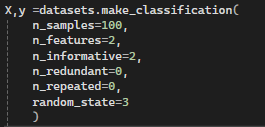 X,y =datasets.make_classification(
n_samples=100,
n_features=2,
n_informative=2,
n_redundant=0,
n_repeated=0,
random_state=3
)